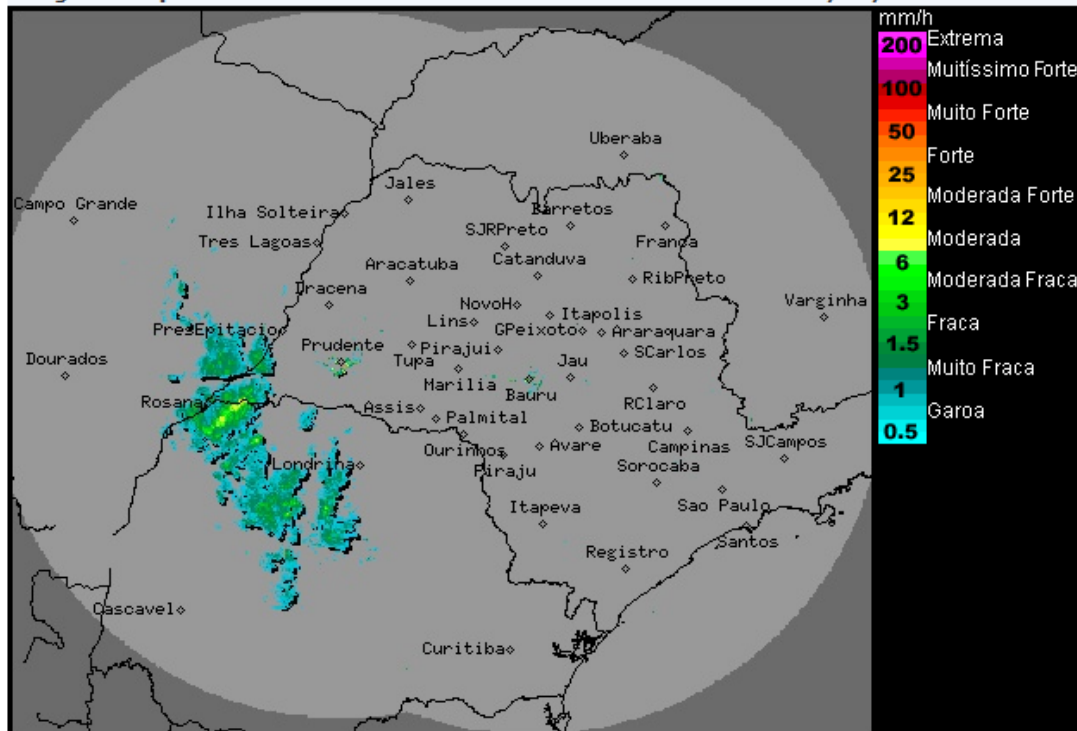 mm/h
200 Extrema
Muitíssimo Forte
100
Muito Forte
50
Forte
25
Moderada Forte
12
Moderada
6
Moderada Fraca
3
Fraca
1.5
Muito Fraca
1
Garoa
0.5
Uberaba
Jales
Campo Grande
Ilha Solteira
Barretos
Tres Lagoas
SJRPreto
Franca
Catanduva
Aracatuba
RibPreto
Dracena
NovoH
Varginha
Itapolis
Lins
PresEpitacio
GPeixoto
Araraquara
Prudente
Pirajui
SCarlos
Dourados
Tupa
Jau
Marilia
Bauru
Rosana
Assis
RClaro
Palmital
Botucatu
Ourinhos
Avare
Campinas
SJCampos
Londrina
Piraju
Sorocaba
Itapeva
Sao Paulo
Santos
Registro
Cascavel
Curitiba